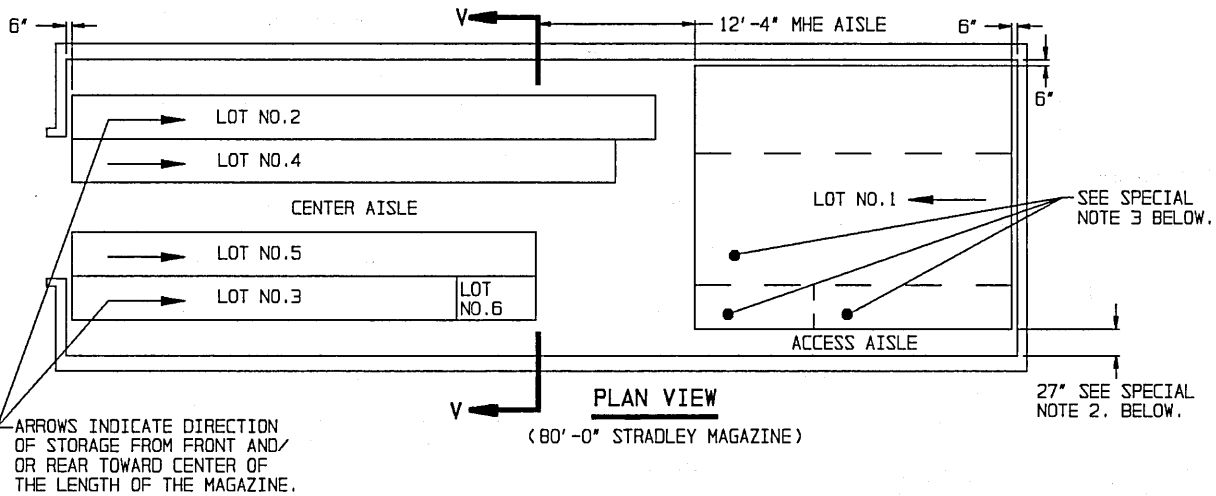 6"
V
12'-4" MHE AISLE
6"
6"
LOT NO.2
LOT NO.4
LOT NO.1
SEE SPECIAL
NOTE 3 BELOW.
CENTER AISLE
LOT NO.5
LOT NO.3
LOT
NO.6
ACCESS AISLE
27" SEE SPECIAL
NOTE 2. BELOW.
V
PLAN VIEW
(80'-0" STRADLEY MAGAZINE)
ARROWS INDICATE DIRECTION
OF STORAGE FROM FRONT AND/
OR REAR TOWARD CENTER OF
THE LENGTH OF THE MAGAZINE.